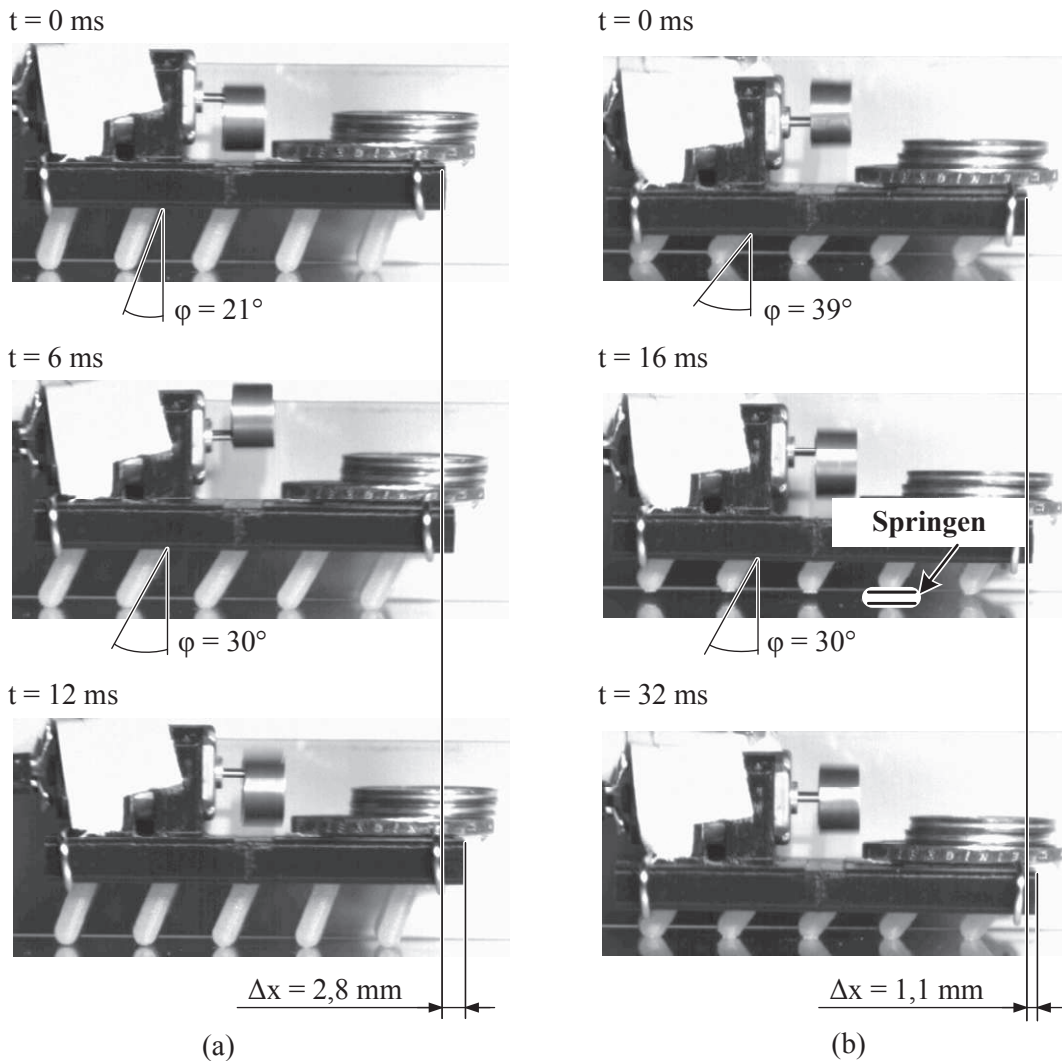 t = 0 ms
φ = 21°
t = 6 ms
φ = 30°
t = 12 ms
Δx = 2,8 mm
(a)
t = 0 ms
φ = 39°
t = 16 ms
Springen
φ = 30°
t = 32 ms
Δx = 1,1 mm
(b)